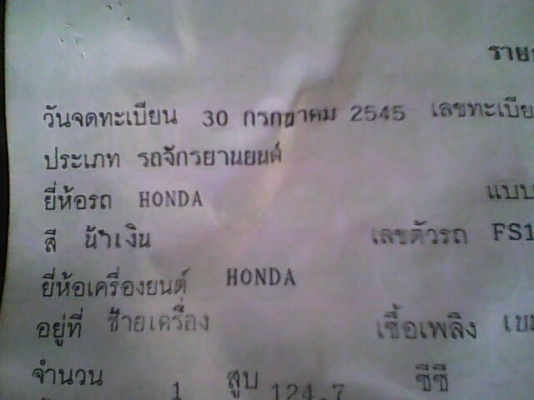 ราย
วันจดทะเบียน 30 กรกฎาคม 2545 เลขทะเบีย
ประเภท รถจักรยานยนต์
ยี่ห้อรถ HONDA แบบ
สี น้ำเงิน เลขตัวรถ FS1
ยี่ห้อเครื่องยนต์ HONDA
อยู่ที่ ซ้ายเครื่อง เชื้อเพลิง เบ
จำนวน 1 สูบ 124.7 ซีซี